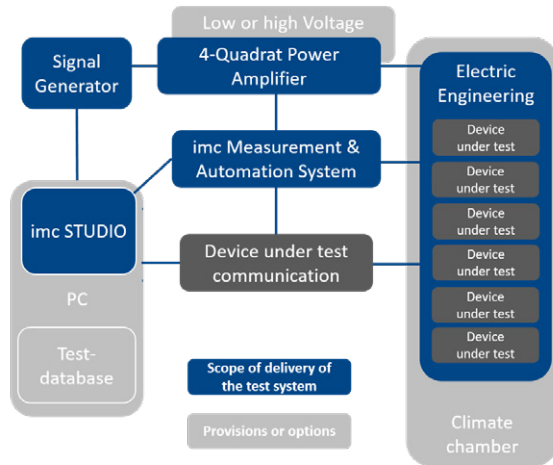 Low or high Voltage
Signal
Generator
4-Quadrat Power
Amplifier
Electric
Engineering
imc Measurement &
Automation System
Device
under test
Device
under test
Device
under test
Device
under test
Device
under test
Device
under test
imc STUDIO
Device under test
communication
PC
Test-
database
Scope of delivery of
the test system
Provisions or options
Climate
chamber